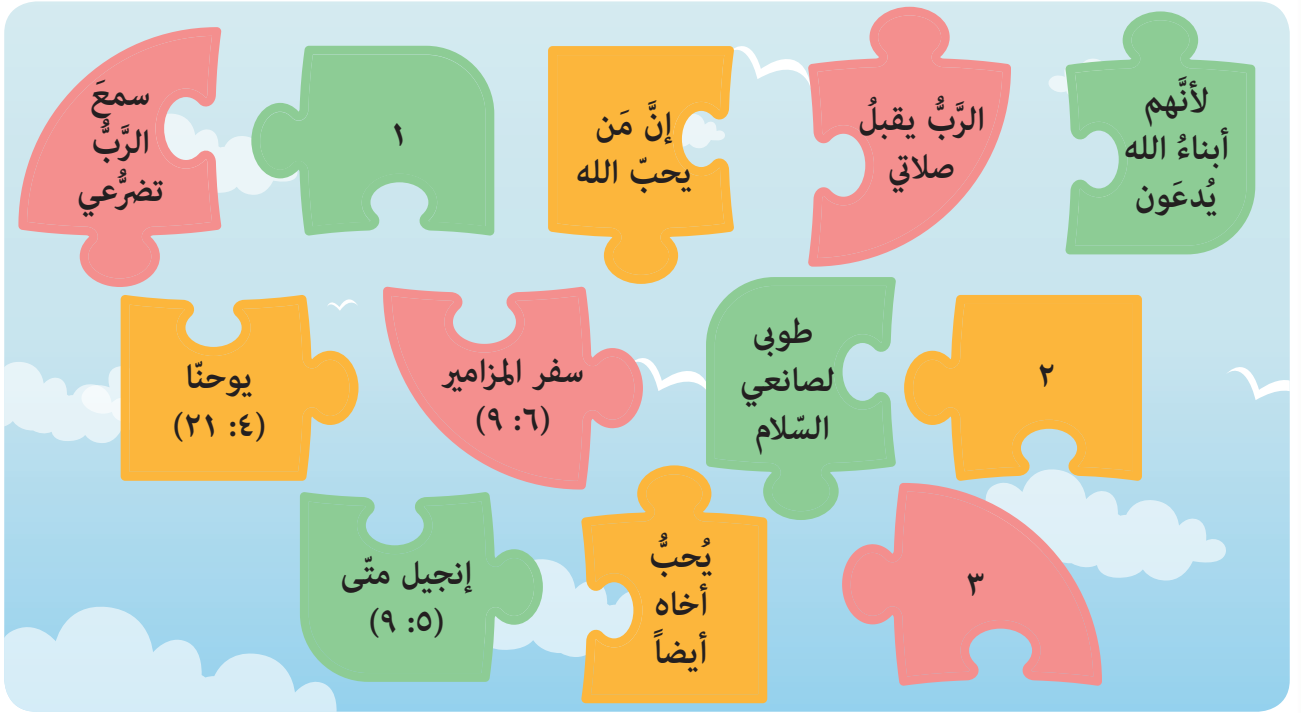 لأنَّهم
أبناءُ الله
يُدعَون
الرَّبُّ يقبلُ
صلاتي
إنَّ مَن
يحبّ الله
١
سمعَ
الرَّبُّ
تضرُّعي
٢
طوبى
لصانعي
السّلام
سفر المزامير
(٦: ٩)
يوحنّا
(٤: ٢١)
٣
يُحبُّ
أخاه
أيضاً
إنجيل متّى
(٥: ٩)